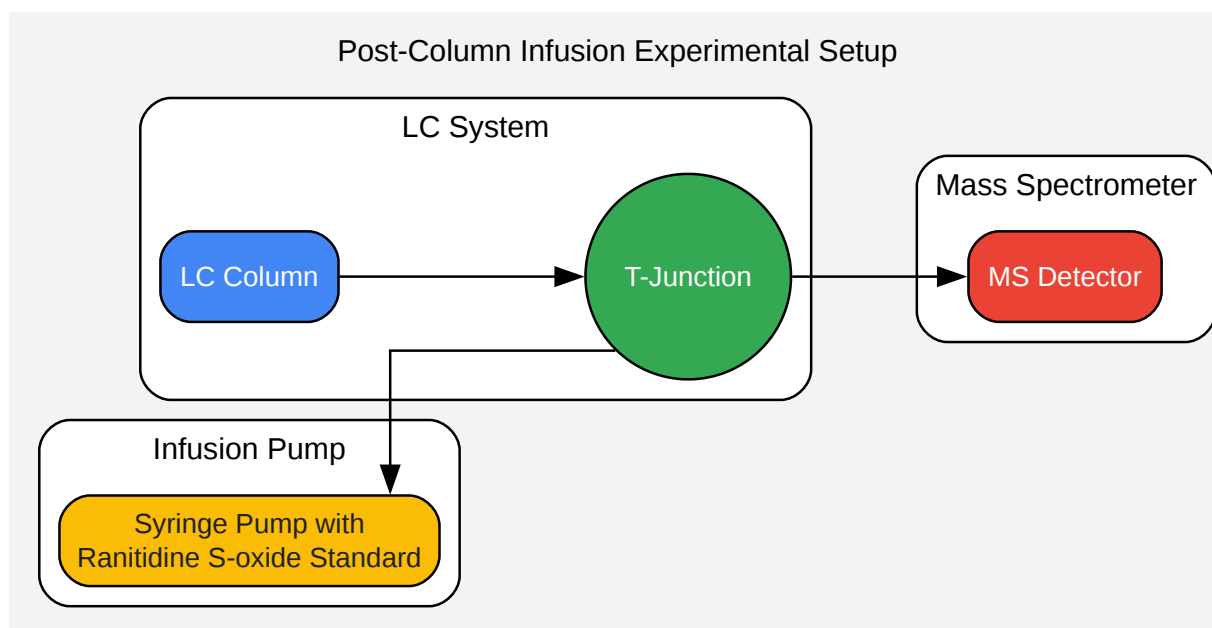 Post-Column Infusion Experimental Setup
LC System
Mass Spectrometer
LC Column
T-Junction
MS Detector
Infusion Pump
Syringe Pump with
Ranitidine S-oxide Standard